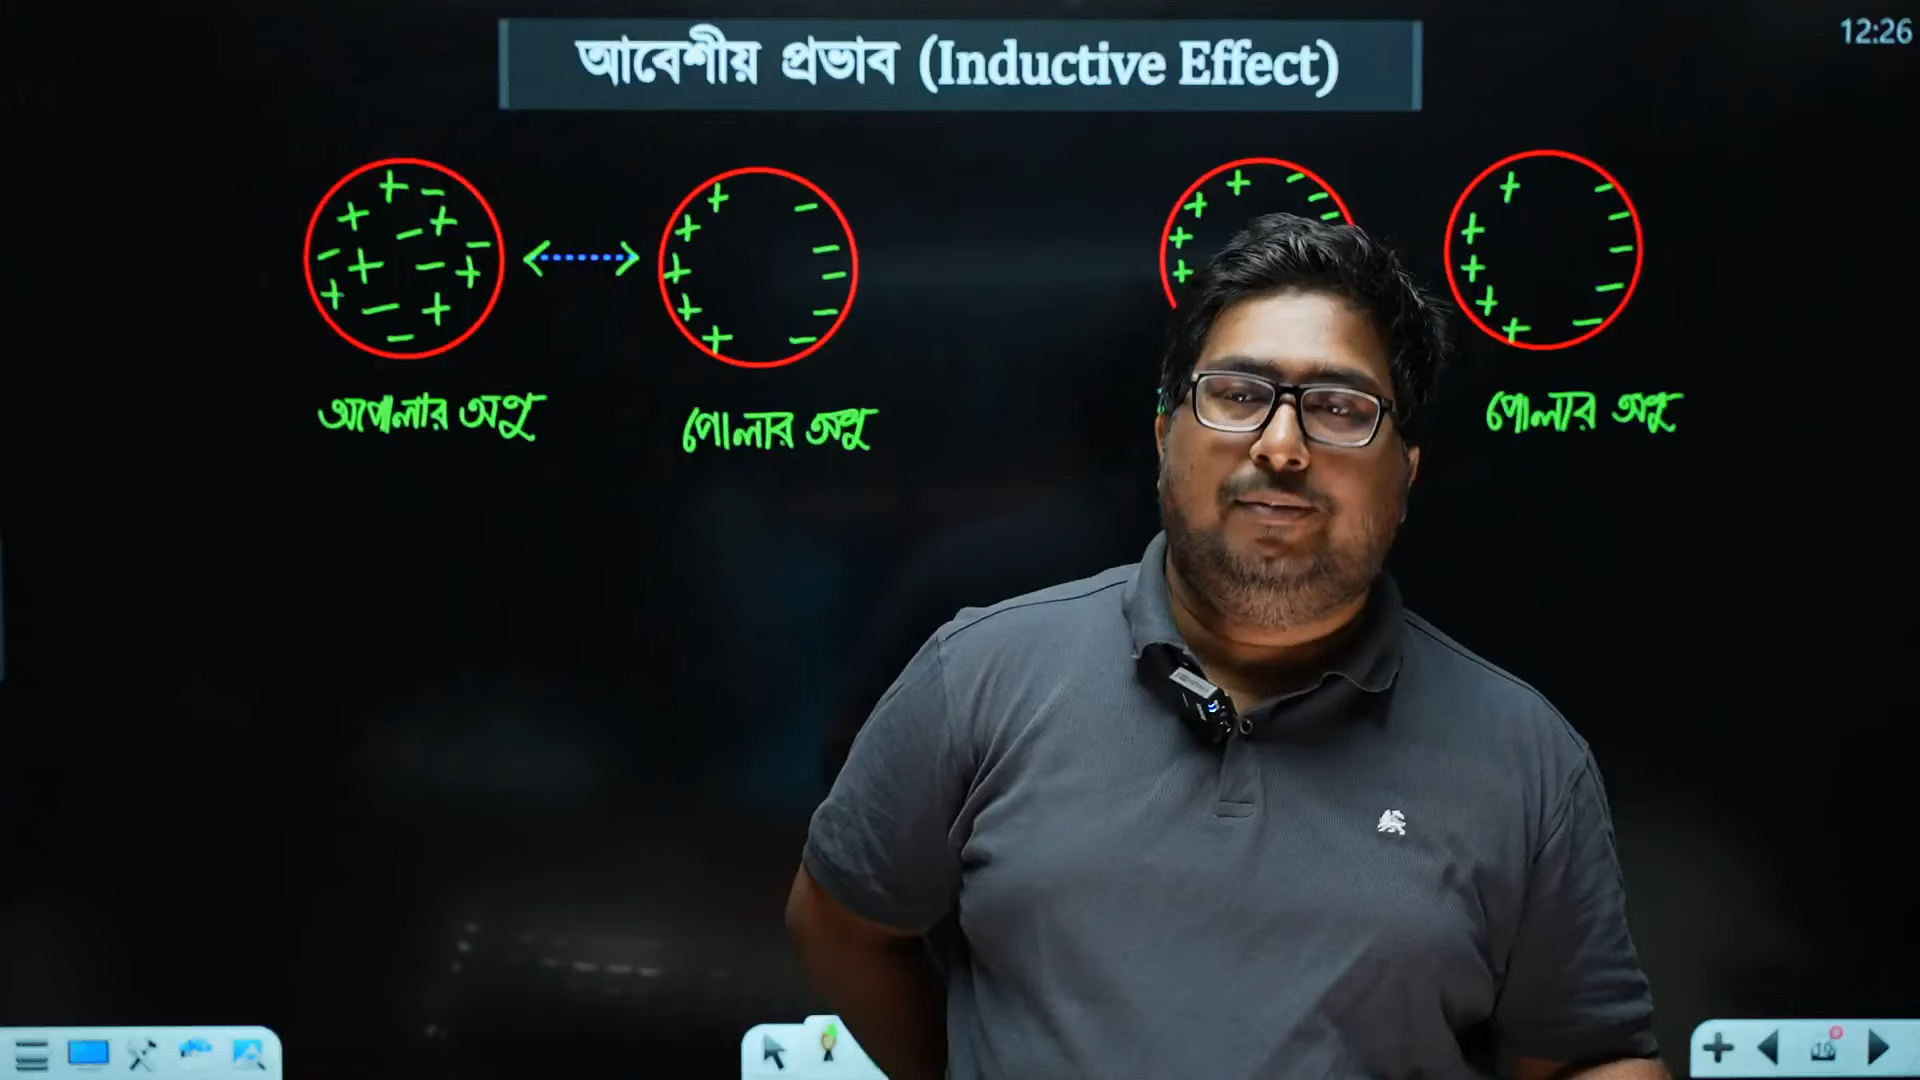 আবেশীয় প্রভাব (Inductive Effect)
12:26
অপোলার অণু
পোলার অণু
পোলার অণু